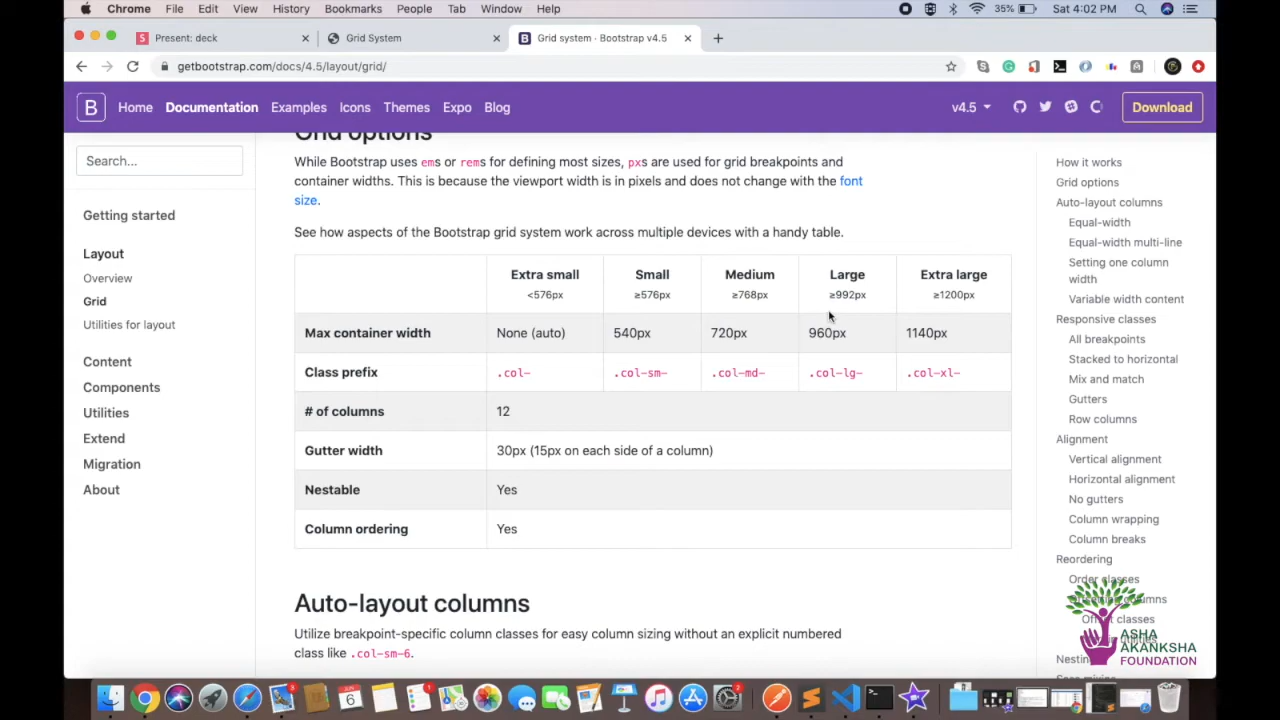 Chrome File Edit View History Bookmarks People Tab Window Help 35% Sat 4:02 PM
S Present: deck × Grid System × B Grid system · Bootstrap v4.5 × +
getbootstrap.com/docs/4.5/layout/grid/
B Home Documentation Examples Icons Themes Expo Blog v4.5 Download
Search...
Getting started
Layout
Overview
Grid
Utilities for layout
Content
Components
Utilities
Extend
Migration
About
Grid options
While Bootstrap uses ems or rems for defining most sizes, pxs are used for grid breakpoints and
container widths. This is because the viewport width is in pixels and does not change with the font
size.
See how aspects of the Bootstrap grid system work across multiple devices with a handy table.
Extra small Small Medium Large Extra large
<576px ≥576px ≥768px ≥992px ≥1200px
Max container width None (auto) 540px 720px 960px 1140px
Class prefix .col- .col-sm- .col-md- .col-lg- .col-xl-
# of columns 12
Gutter width 30px (15px on each side of a column)
Nestable Yes
Column ordering Yes
Auto-layout columns
Utilize breakpoint-specific column classes for easy column sizing without an explicit numbered
class like .col-sm-6.
How it works
Grid options
Auto-layout columns
Equal-width
Equal-width multi-line
Setting one column
width
Variable width content
Responsive classes
All breakpoints
Stacked to horizontal
Mix and match
Gutters
Row columns
Alignment
Vertical alignment
Horizontal alignment
No gutters
Column wrapping
Column breaks
Reordering
Order classes
ASHA
AKANKSHA
FOUNDATION